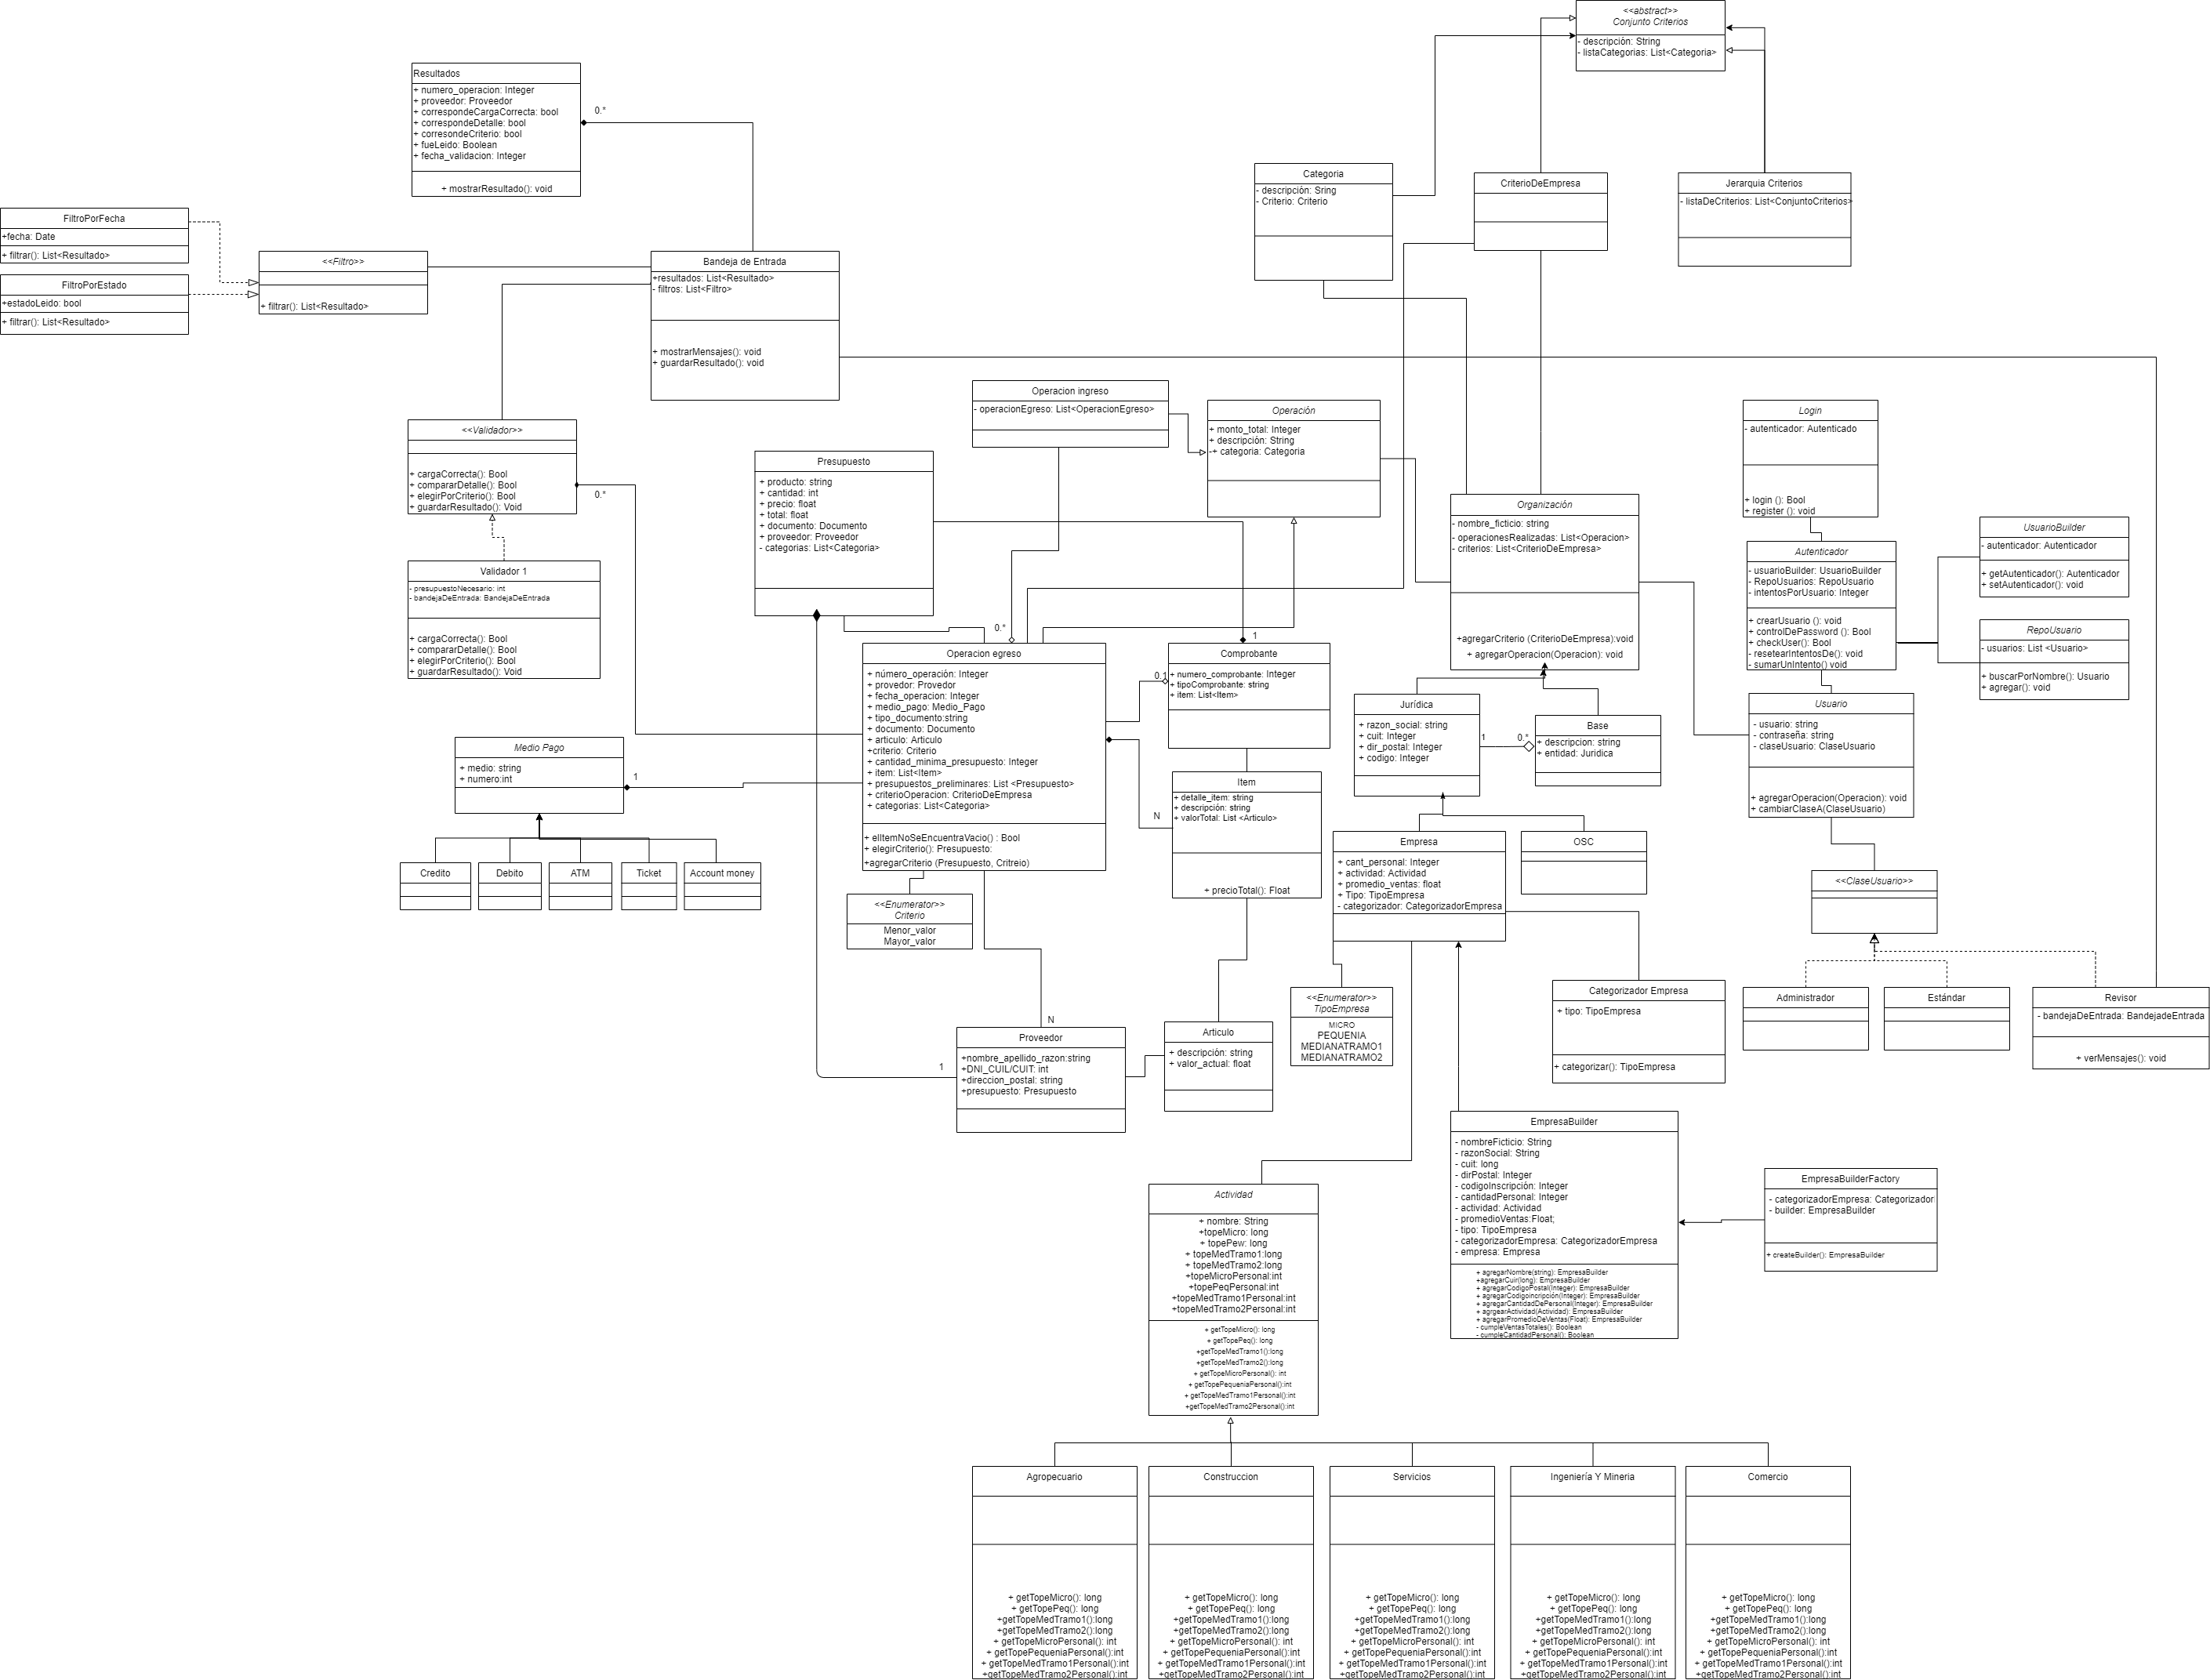 <<abstract>>
Conjunto Criterios
- descripción: String
- listaCategorias: List<Categoria>
Resultados
+ numero_operacion: Integer
+ proveedor: Proveedor
+ correspondeCargaCorrecta: bool
+ correspondeDetalle: bool
+ corresondeCriterio: bool
+ fueLeido: Boolean
+ fecha_validacion: Integer
+ mostrarResultado(): void
0.*
Categoria
- descripción: Sring
- Criterio: Criterio
CriterioDeEmpresa
Jerarquia Criterios
- listaDeCriterios: List<ConjuntoCriterios>
FiltroPorFecha
+fecha: Date
+ filtrar(): List<Resultado>
FiltroPorEstado
+estadoLeido: bool
+ filtrar(): List<Resultado>
<<Filtro>>
+ filtrar(): List<Resultado>
Bandeja de Entrada
+resultados: List<Resultado>
- filtros: List<Filtro>
+ mostrarMensajes(): void
+ guardarResultado(): void
<<Validador>>
+ cargaCorrecta(): Bool
+ compararDetalle(): Bool
+ elegirPorCriterio(): Bool
+ guardarResultado(): Void
0.*
Validador 1
- presupuestoNecesario: int
- bandejaDeEntrada: BandejaDeEntrada
+ cargaCorrecta(): Bool
+ compararDetalle(): Bool
+ elegirPorCriterio(): Bool
+ guardarResultado(): Void
Operacion ingreso
- operacionEgreso: List<OperacionEgreso>
Operación
+ monto_total: Integer
+ descripción: String
-+ categoria: Categoria
Presupuesto
+ producto: string
+ cantidad: int
+ precio: float
+ total: float
+ documento: Documento
+ proveedor: Proveedor
- categorias: List<Categoria>
Organización
- nombre_ficticio: string
- operacionesRealizadas: List<Operacion>
- criterios: List<CriterioDeEmpresa>
+agregarCriterio (CriterioDeEmpresa):void
+ agregarOperacion(Operacion): void
Login
- autenticador: Autenticado
+ login (): Bool
+ register (): void
Autenticador
- usuarioBuilder: UsuarioBuilder
- RepoUsuarios: RepoUsuario
- intentosPorUsuario: Integer
+ crearUsuario (): void
+ controlDePassword (): Bool
+ checkUser(): Bool
- resetearIntentosDe(): void
- sumarUnIntento() void
UsuarioBuilder
- autenticador: Autenticador
+ getAutenticador(): Autenticador
+ setAutenticador(): void
RepoUsuario
- usuarios: List <Usuario>
+ buscarPorNombre(): Usuario
+ agregar(): void
Usuario
- usuario: string
- contraseña: string
- claseUsuario: ClaseUsuario
+ agregarOperacion(Operacion): void
+ cambiarClaseA(ClaseUsuario)
<<ClaseUsuario>>
Administrador
Estándar
Revisor
- bandejaDeEntrada: BandejadeEntrada
+ verMensajes(): void
0.*
Operacion egreso
+ número_operación: Integer
+ provedor: Provedor
+ fecha_operacion: Integer
+ medio_pago: Medio_Pago
+ tipo_documento:string
+ documento: Documento
+ articulo: Articulo
+criterio: Criterio
+ cantidad_minima_presupuesto: Integer
+ item: List<Item>
+ presupuestos_preliminares: List <Presupuesto>
+ criterioOperacion: CriterioDeEmpresa
+ categorias: List<Categoria>
+ elItemNoSeEncuentraVacio() : Bool
+ elegirCriterio(): Presupuesto:
+agregarCriterio (Presupuesto, Critreio)
1
Comprobante
0.1
+ numero_comprobante: Integer
+ tipoComprobante: string
+ item: List<Item>
N
Item
+ detalle_item: string
+ descripción: string
+ valorTotal: List <Articulo>
+ precioTotal(): Float
Jurídica
+ razon_social: string
+ cuit: Integer
+ dir_postal: Integer
+ codigo: Integer
1
0.*
Base
+ descripcion: string
+ entidad: Juridica
Medio Pago
+ medio: string
+ numero:int
1
Credito
Debito
ATM
Ticket
Account money
<<Enumerator>>
Criterio
Menor_valor
Mayor_valor
Empresa
+ cant_personal: Integer
+ actividad: Actividad
+ promedio_ventas: float
+ Tipo: TipoEmpresa
- categorizador: CategorizadorEmpresa
OSC
<<Enumerator>>
TipoEmpresa
MICRO
PEQUENIA
MEDIANATRAMO1
MEDIANATRAMO2
Categorizador Empresa
+ tipo: TipoEmpresa
+ categorizar(): TipoEmpresa
N
1
Proveedor
+nombre_apellido_razon:string
+DNI_CUIL/CUIT: int
+direccion_postal: string
+presupuesto: Presupuesto
Artículo
+ descripción: string
+ valor_actual: float
EmpresaBuilder
- nombreFicticio: String
- razonSocial: String
- cuit: long
- dirPostal: Integer
- codigoInscripción: Integer
- cantidadPersonal: Integer
- actividad: Actividad
- promedioVentas:Float;
- tipo: TipoEmpresa
- categorizadorEmpresa: CategorizadorEmpresa
- empresa: Empresa
+ agregarNombre(string): EmpresaBuilder
+agregarCuir(long): EmpresaBuilder
+ agregarCodigoPostal(Integer): EmpresaBuilder
+ agregarCodigoIncripción(Integer): EmpresaBuilder
+ agregarCantidadDePersonal(Integer): EmpresaBuilder
+ agrgearActividad(Actividad): EmpresaBuilder
+ agregarPromedioDeVentas(Float): EmpresaBuilder
- cumpleVentasTotales(): Boolean
- cumpleCantidadPersonal(): Boolean
EmpresaBuilderFactory
- categorizadorEmpresa: Categorizador
- builder: EmpresaBuilder
+ createBuilder(): EmpresaBuilder
Actividad
+ nombre: String
+topeMicro: long
+ topePew: long
+ topeMedTramo1:long
+ topeMedTramo2:long
+topeMicroPersonal:int
+topePeqPersonal:int
+topeMedTramo1Personal:int
+topeMedTramo2Personal:int
+ getTopeMicro(): long
+ getTopePeq(): long
+getTopeMedTramo1():long
+getTopeMedTramo2():long
+ getTopeMicroPersonal(): int
+ getTopePequeniaPersonal():int
+ getTopeMedTramo1Personal():int
+getTopeMedTramo2Personal():int
Agropecuario
+ getTopeMicro(): long
+ getTopePeq(): long
+getTopeMedTramo1():long
+getTopeMedTramo2():long
+ getTopeMicroPersonal(): int
+ getTopePequeniaPersonal():int
+ getTopeMedTramo1Personal():int
+getTopeMedTramo2Personal():int
Construccion
+ getTopeMicro(): long
+ getTopePeq(): long
+getTopeMedTramo1():long
+getTopeMedTramo2():long
+ getTopeMicroPersonal(): int
+ getTopePequeniaPersonal():int
+ getTopeMedTramo1Personal():int
+getTopeMedTramo2Personal():int
Servicios
+ getTopeMicro(): long
+ getTopePeq(): long
+getTopeMedTramo1():long
+getTopeMedTramo2():long
+ getTopeMicroPersonal(): int
+ getTopePequeniaPersonal():int
+ getTopeMedTramo1Personal():int
+getTopeMedTramo2Personal():int
Ingeniería Y Mineria
+ getTopeMicro(): long
+ getTopePeq(): long
+getTopeMedTramo1():long
+getTopeMedTramo2():long
+ getTopeMicroPersonal(): int
+ getTopePequeniaPersonal():int
+ getTopeMedTramo1Personal():int
+getTopeMedTramo2Personal():int
Comercio
+ getTopeMicro(): long
+ getTopePeq(): long
+getTopeMedTramo1():long
+getTopeMedTramo2():long
+ getTopeMicroPersonal(): int
+ getTopePequeniaPersonal():int
+ getTopeMedTramo1Personal():int
+getTopeMedTramo2Personal():int